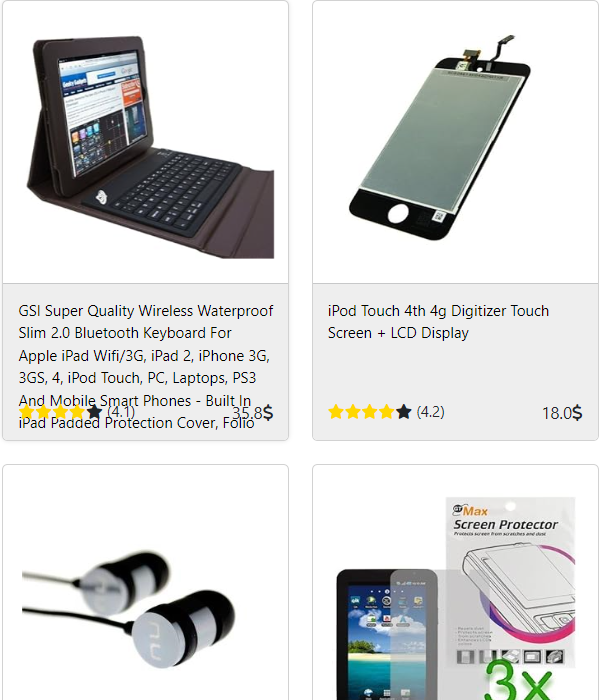 GSI Super Quality Wireless Waterproof
Slim 2.0 Bluetooth Keyboard For
Apple iPad Wifi/3G, iPad 2, iPhone 3G,
3GS, 4, iPod Touch, PC, Laptops, PS3
And Mobile Smart Phones - Built In
(4.1) 35.8$
iPad Padded Protection Cover, Folio
iPod Touch 4th 4g Digitizer Touch
Screen + LCD Display
(4.2) 18.0$
nu
GTMax
Screen Protector
Protects screen from scratches and dust
3x